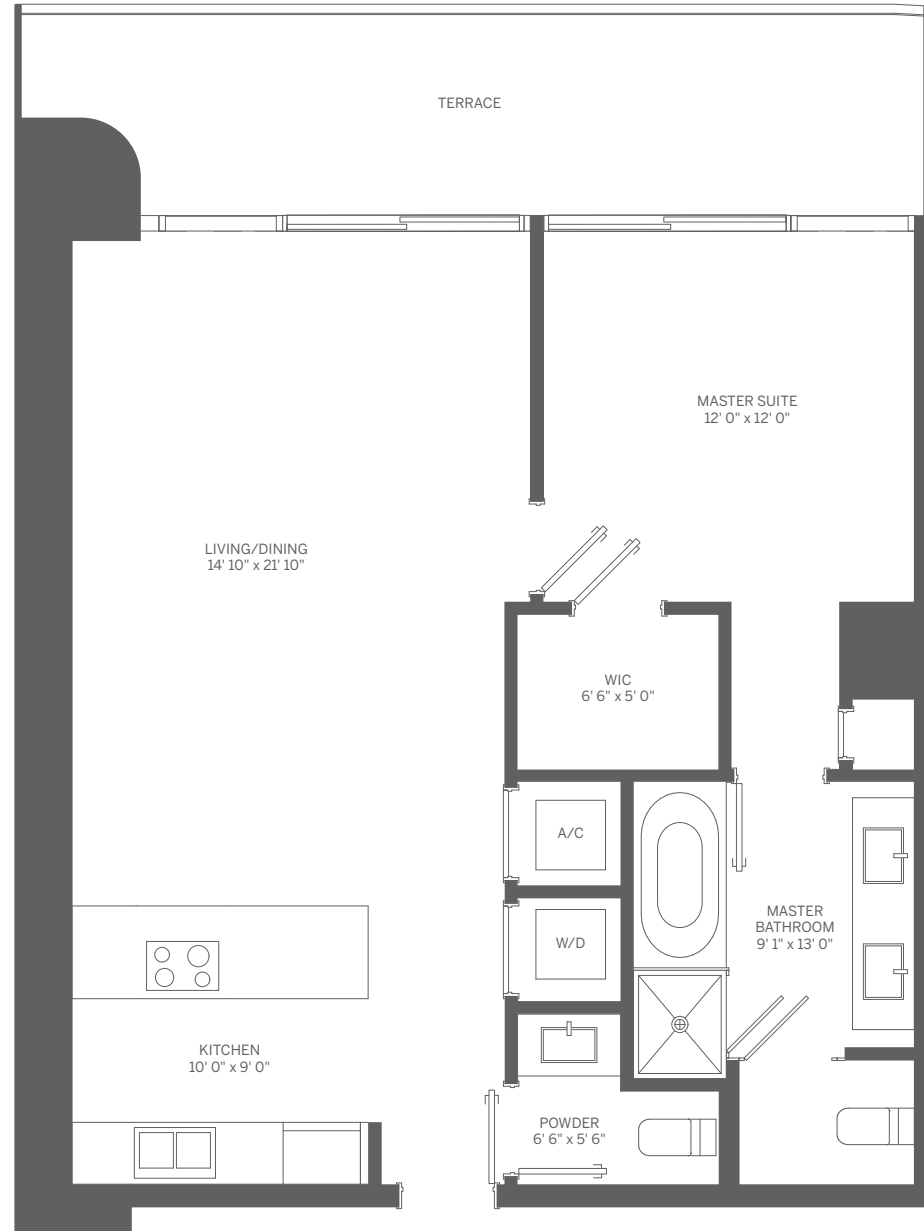 TERRACE
MASTER SUITE
12' 0" x 12' 0"
LIVING/DINING
14' 10" x 21' 10"
WIC
6' 6" x 5' 0"
A/C
W/D
MASTER
BATHROOM
9' 1" x 13' 0"
KITCHEN
10' 0" x 9' 0"
POWDER
6' 6" x 5' 6"